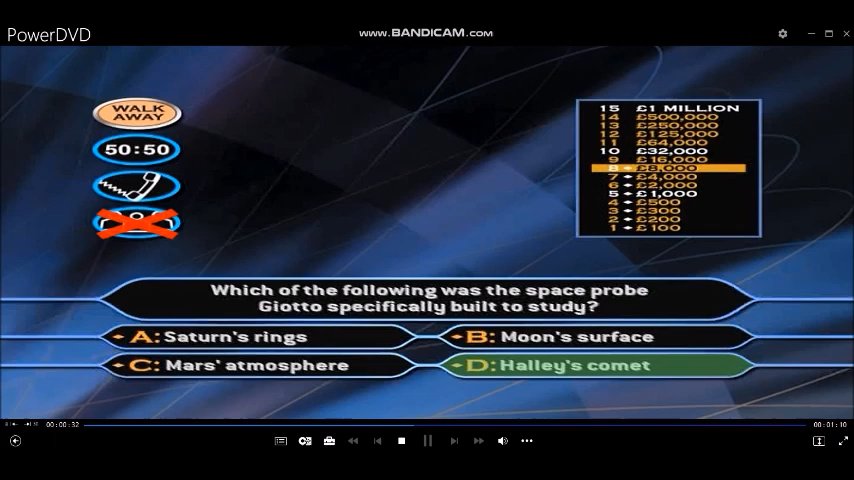 PowerDVD
www.BANDICAM.com
WALK
AWAY
50:50
15 £1 MILLION
14 £500,000
13 £250,000
12 £125,000
11 £64,000
10 £32,000
9 £16,000
8 £8,000
7 £4,000
6 £2,000
5 £1,000
4 £500
3 £300
2 £200
1 £100
Which of the following was the space probe
Giotto specifically built to study?
A: Saturn's rings
B: Moon's surface
C: Mars' atmosphere
D: Halley's comet
00:00:32
00:01:10